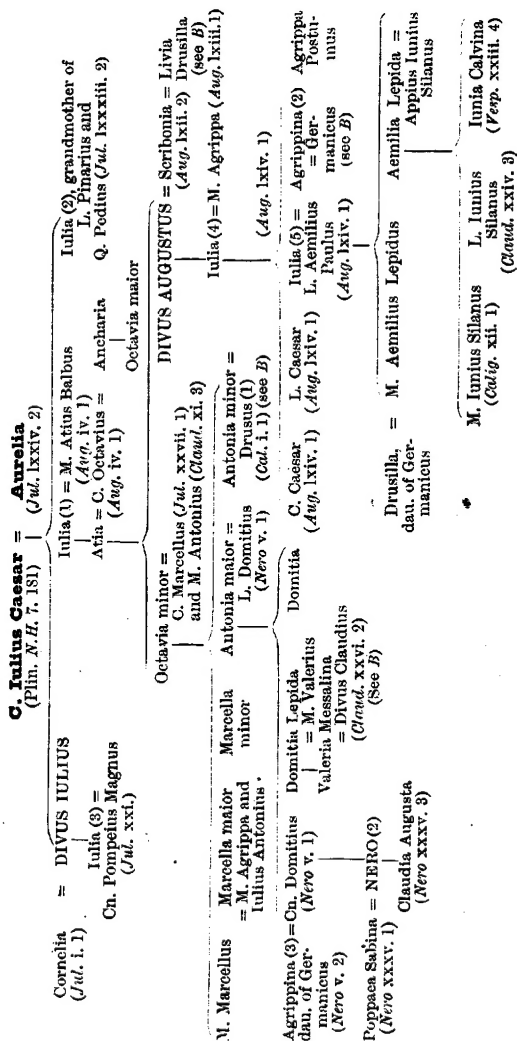 C. Iulius Caesar = Aurelia
(Plin. N.H. 7. 181) (Jul. lxxiv. 2)
Cornelia = DIVUS IULIUS
(Jul. i. 1)
Iulia (3) =
Cn. Pompeius Magnus
(Jul. xxi.)
Iulia (1) = M. Atius Balbus
(Aug. iv. 1)
Atia = C. Octavius = Ancharia
(Aug. iv. 1)
Octavia maior
Iulia (2), grandmother of
L. Pinarius and
Q. Pedius (Jul. lxxxiii. 2)
Octavia minor =
C. Marcellus (Jul. xxvii. 1)
and M. Antonius (Claud. xi. 3)
DIVUS AUGUSTUS = Scribonia = Livia
(Aug. lxii. 2) Drusilla
(see B)
Iulia (4) = M. Agrippa (Aug. lxiii. 1)
(Aug. lxiv. 1)
M. Marcellus
Marcella maior
= M. Agrippa and
Iulius Antonius
Marcella
minor
Antonia maior =
L. Domitius
(Nero v. 1)
Antonia minor =
Drusus (1)
(Cal. i. 1) (see B)
C. Caesar
(Aug. lxiv. 1)
L. Caesar
(Aug. lxiv. 1)
Iulia (5) =
L. Aemilius
Paulus
(Aug. lxiv. 1)
Agrippina (2)
= Ger-
manicus
(see B)
Agrippa
Postu-
mus
Agrippina (3) = Cn. Domitius
dau. of Ger- (Nero v. 1)
manicus
(Nero v. 2)
Domitia Lepida
= M. Valerius
Valeria Messalina
= Divus Claudius
(Claud. xxvi. 2)
(See B)
Domitia
Drusilla, = M. Aemilius Lepidus
dau. of Ger-
manicus
Aemilia Lepida =
Appius Iunius
Silanus
Poppaea Sabina = NERO (2)
(Nero xxxv. 1)
Claudia Augusta
(Nero xxxv. 3)
M. Iunius Silanus
(Calig. xii. 1)
L. Iunius
Silanus
(Claud. xxiv. 3)
Iunia Calvina
(Vesp. xxiii. 4)